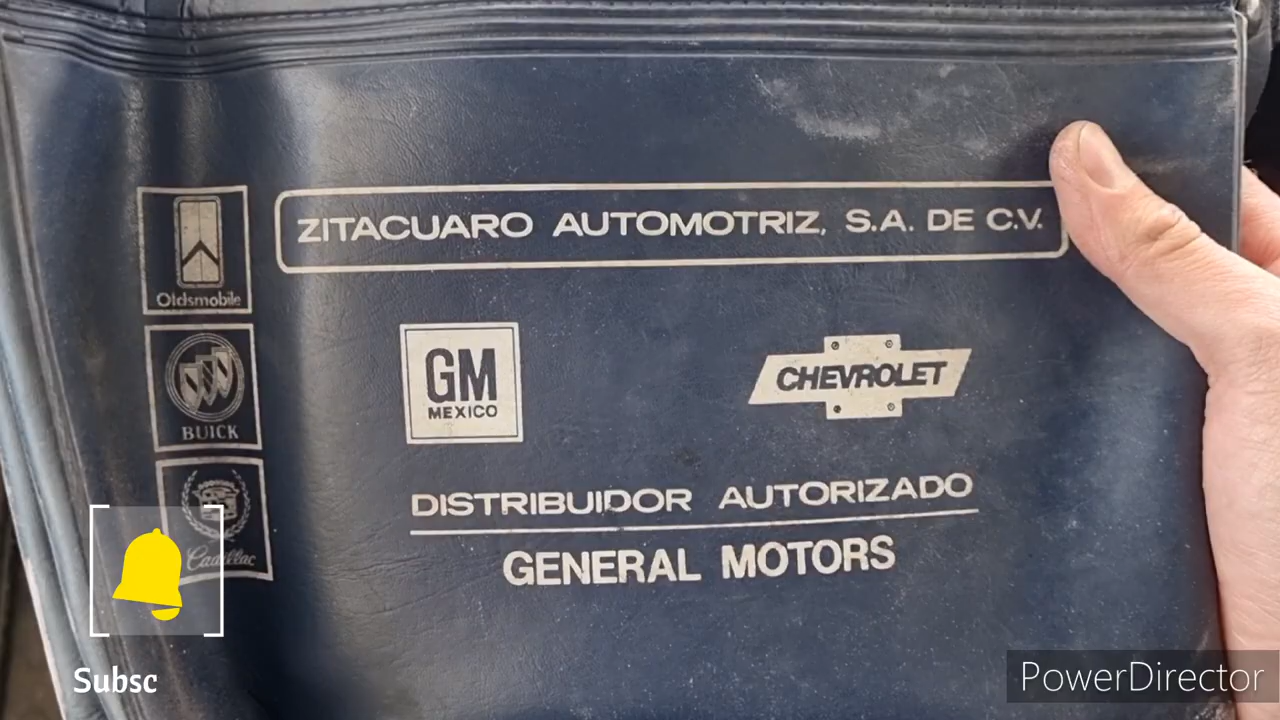 Oldsmobile
ZITACUARO AUTOMOTRIZ, S.A. DE C.V.
BUICK
GM
MEXICO
CHEVROLET
Cadillac
DISTRIBUIDOR AUTORIZADO
GENERAL MOTORS
Subsc
PowerDirector